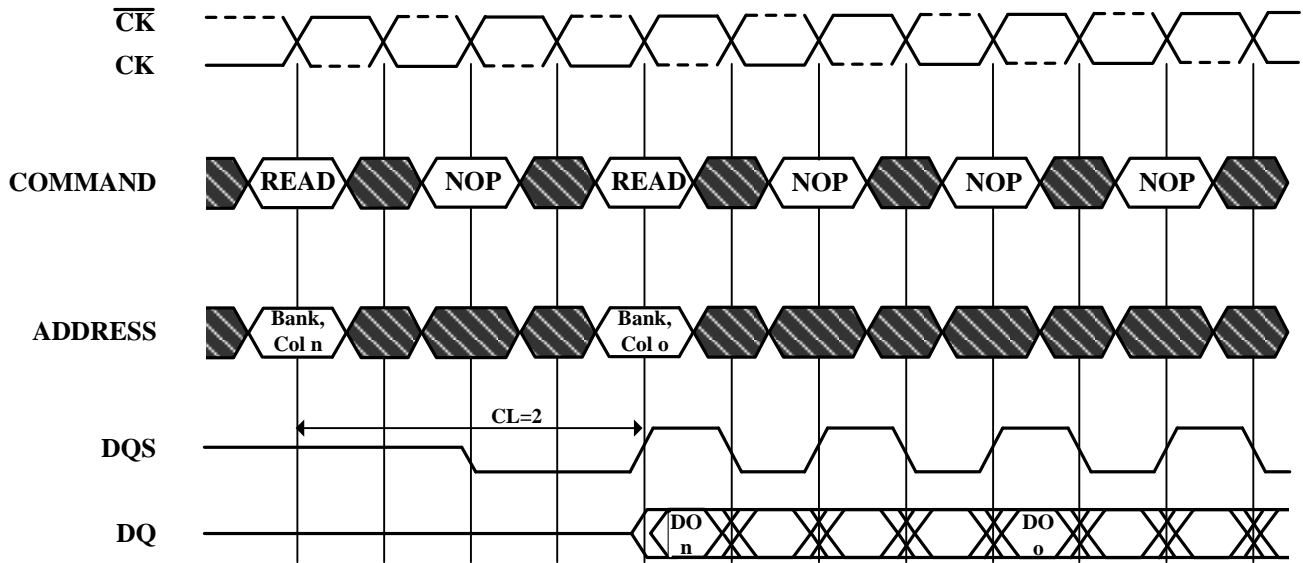 CK
CK
COMMAND READ NOP READ NOP NOP NOP
ADDRESS Bank, Col n Bank, Col o
CL=2
DQS
DQ DO n DO o